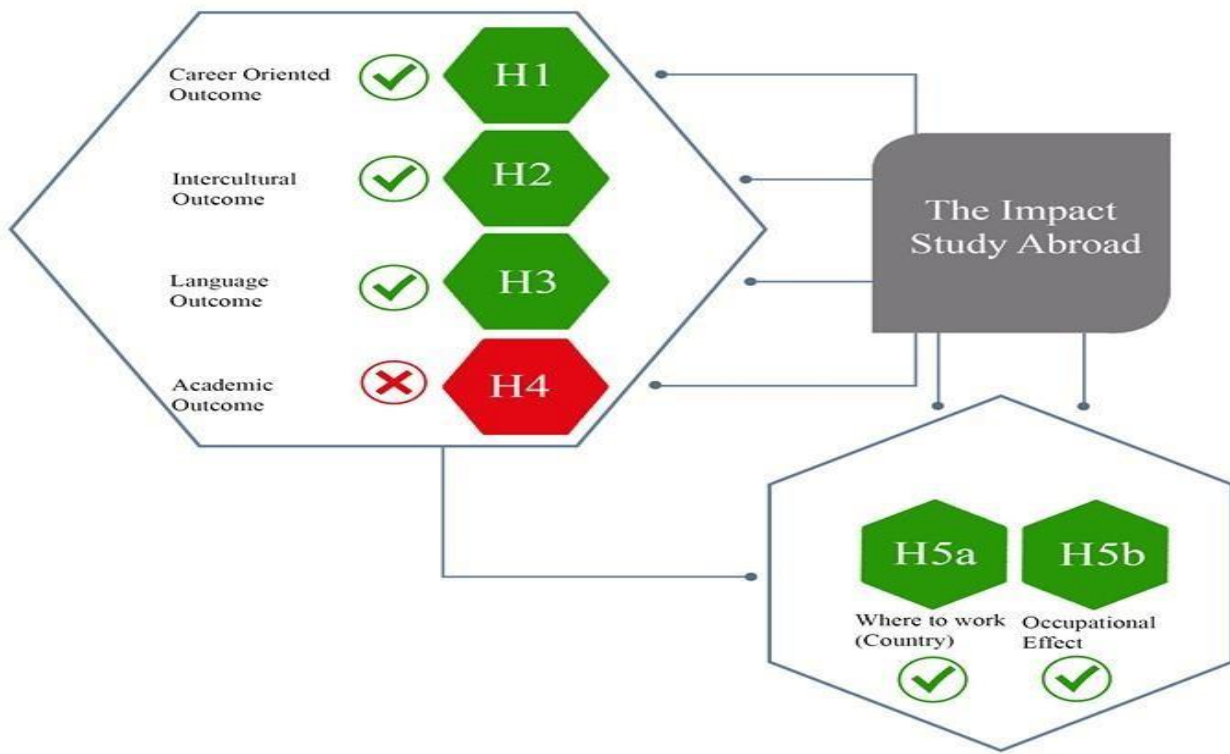 Career Oriented
Outcome
H1
Intercultural
Outcome
H2
Language
Outcome
H3
Academic
Outcome
H4
The Impact
Study Abroad
H5a
H5b
Where to work
(Country)
Occupational
Effect